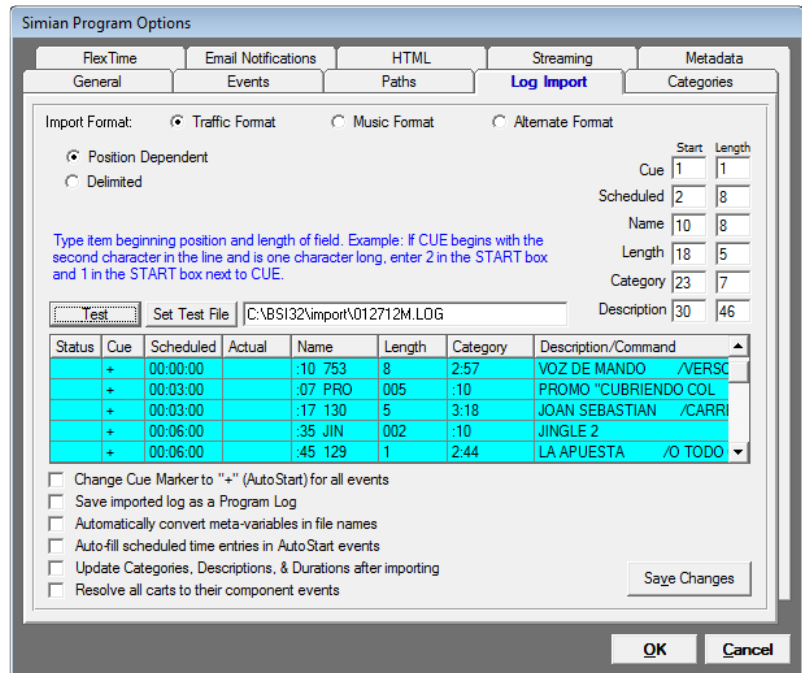 Simian Program Options
FlexTime Email Notifications HTML Streaming Metadata
General Events Paths Log Import Categories
Import Format: Traffic Format Music Format Alternate Format
Position Dependent
Delimited
Start Length
Cue 1 1
Scheduled 2 8
Name 10 8
Length 18 5
Category 23 7
Description 30 46
Type item beginning position and length of field. Example: If CUE begins with the
second character in the line and is one character long, enter 2 in the START box
and 1 in the START box next to CUE.
Test Set Test File C:\BSI32\import\012712M.LOG
Status Cue Scheduled Actual Name Length Category Description/Command
+ 00:00:00 :10 753 8 2:57 VOZ DE MANDO /VERSO
+ 00:03:00 :07 PRO 005 :10 PROMO "CUBRIENDO COL
+ 00:03:00 :17 130 5 3:18 JOAN SEBASTIAN /CARRI
+ 00:06:00 :35 JIN 002 :10 JINGLE 2
+ 00:06:00 :45 129 1 2:44 LA APUESTA /O TODO
Change Cue Marker to "+" (AutoStart) for all events
Save imported log as a Program Log
Automatically convert meta-variables in file names
Auto-fill scheduled time entries in AutoStart events
Update Categories, Descriptions, & Durations after importing
Resolve all carts to their component events
Save Changes
OK Cancel